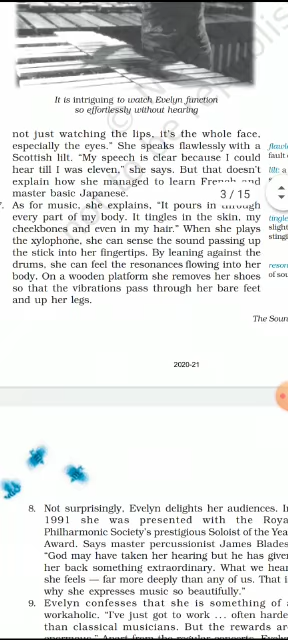 It is intriguing to watch Evelyn function
so effortlessly without hearing
not just watching the lips, it's the whole face,
especially the eyes." She speaks flawlessly with a
Scottish lilt. "My speech is clear because I could
hear till I was eleven," she says. But that doesn't
explain how she managed to learn French and
master basic Japanese.
3 / 15
As for music, she explains, "It pours in through
every part of my body. It tingles in the skin, my
cheekbones and even in my hair." When she plays
the xylophone, she can sense the sound passing up
the stick into her fingertips. By leaning against the
drums, she can feel the resonances flowing into her
body. On a wooden platform she removes her shoes
so that the vibrations pass through her bare feet
and up her legs.
fault
lilt: a
slight
of
The
2020-21
8. Not surprisingly, Evelyn delights her audiences. In
1991 she was presented with the
Philharmonic Society's prestigious Soloist of the
Award. Says master percussionist James Blades
"God may have taken her hearing but he has
her back something extraordinary. What we
she feels — far more deeply than any of us. That
why she expresses music so beautifully."
9. Evelyn confesses that she is something of
workaholic. "I've just got to work ... often
than classical musicians. But the rewards